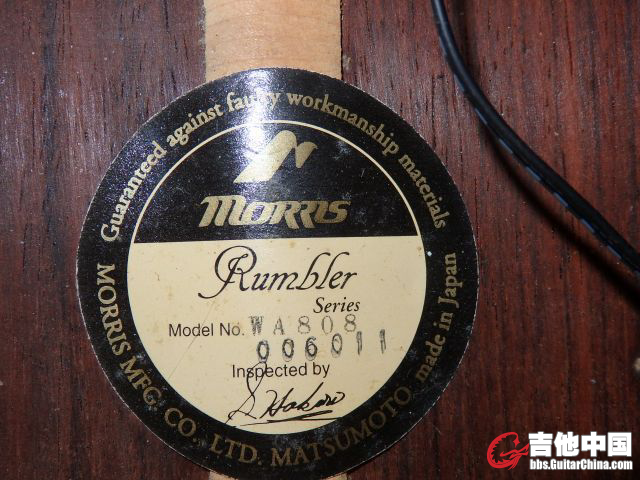 Guaranteed against faulty workmanship materials
MORRIS
Rumbler
Series
Model No. WA808
006011
Inspected by
MORRIS MFG CO., LTD. MATSUMOTO made in Japan
吉他中国
bbs.GuitarChina.com